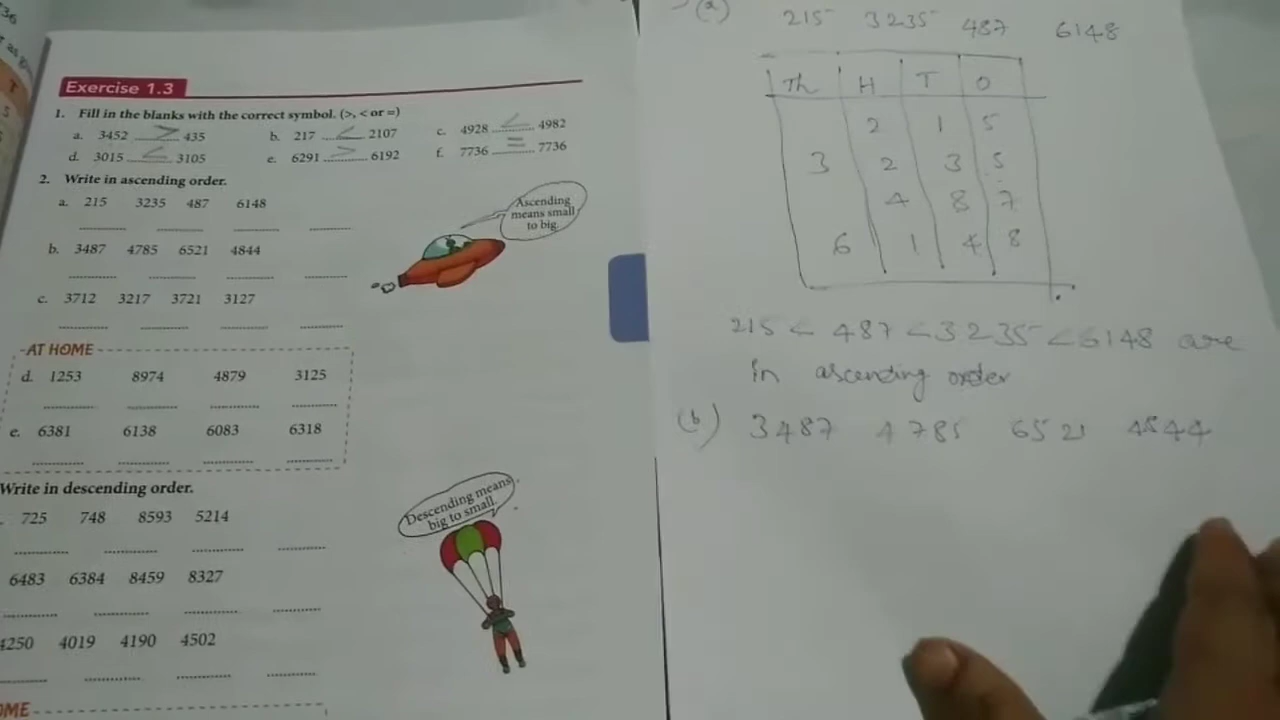 Exercise 1.3
1. Fill in the blanks with the correct symbol. (>, < or =)
a. 3452 > 435 b. 217 < 2107 c. 4928 < 4982
d. 3015 < 3105 e. 6291 > 6192 f. 7736 = 7736
2. Write in ascending order.
a. 215 3235 487 6148
Ascending
means small
to big.
b. 3487 4785 6521 4844
c. 3712 3217 3721 3127
AT HOME
d. 1253 8974 4879 3125
e. 6381 6138 6083 6318
Write in descending order.
725 748 8593 5214
Descending means
big to small.
6483 6384 8459 8327
4250 4019 4190 4502
OME
(a) 215 3235 487 6148
Th H T O
2 1 5
3 2 3 5
4 8 7
6 1 4 8
215 < 487 < 3235 < 6148 are
in ascending order
(b) 3487 4785 6521 4844